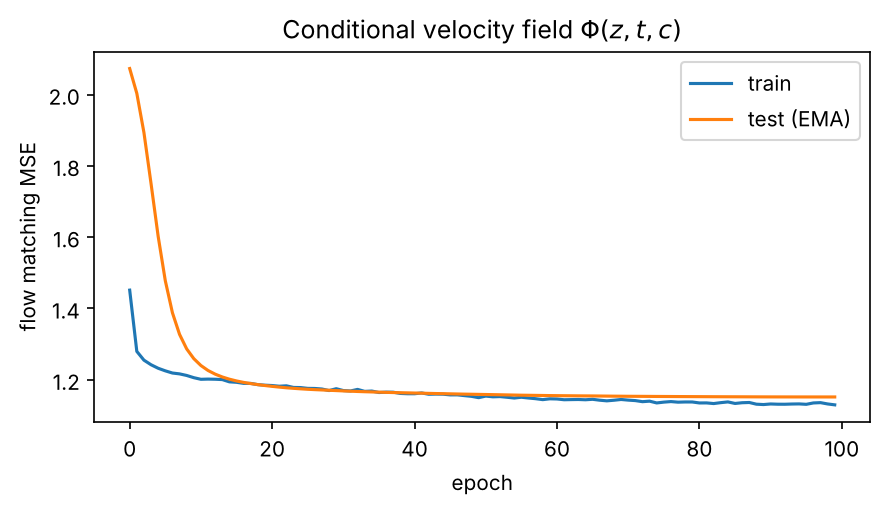 Conditional velocity field Φ(z, t, c)
train
test (EMA)
flow matching MSE
2.0
1.8
1.6
1.4
1.2
0
20
40
60
80
100
epoch